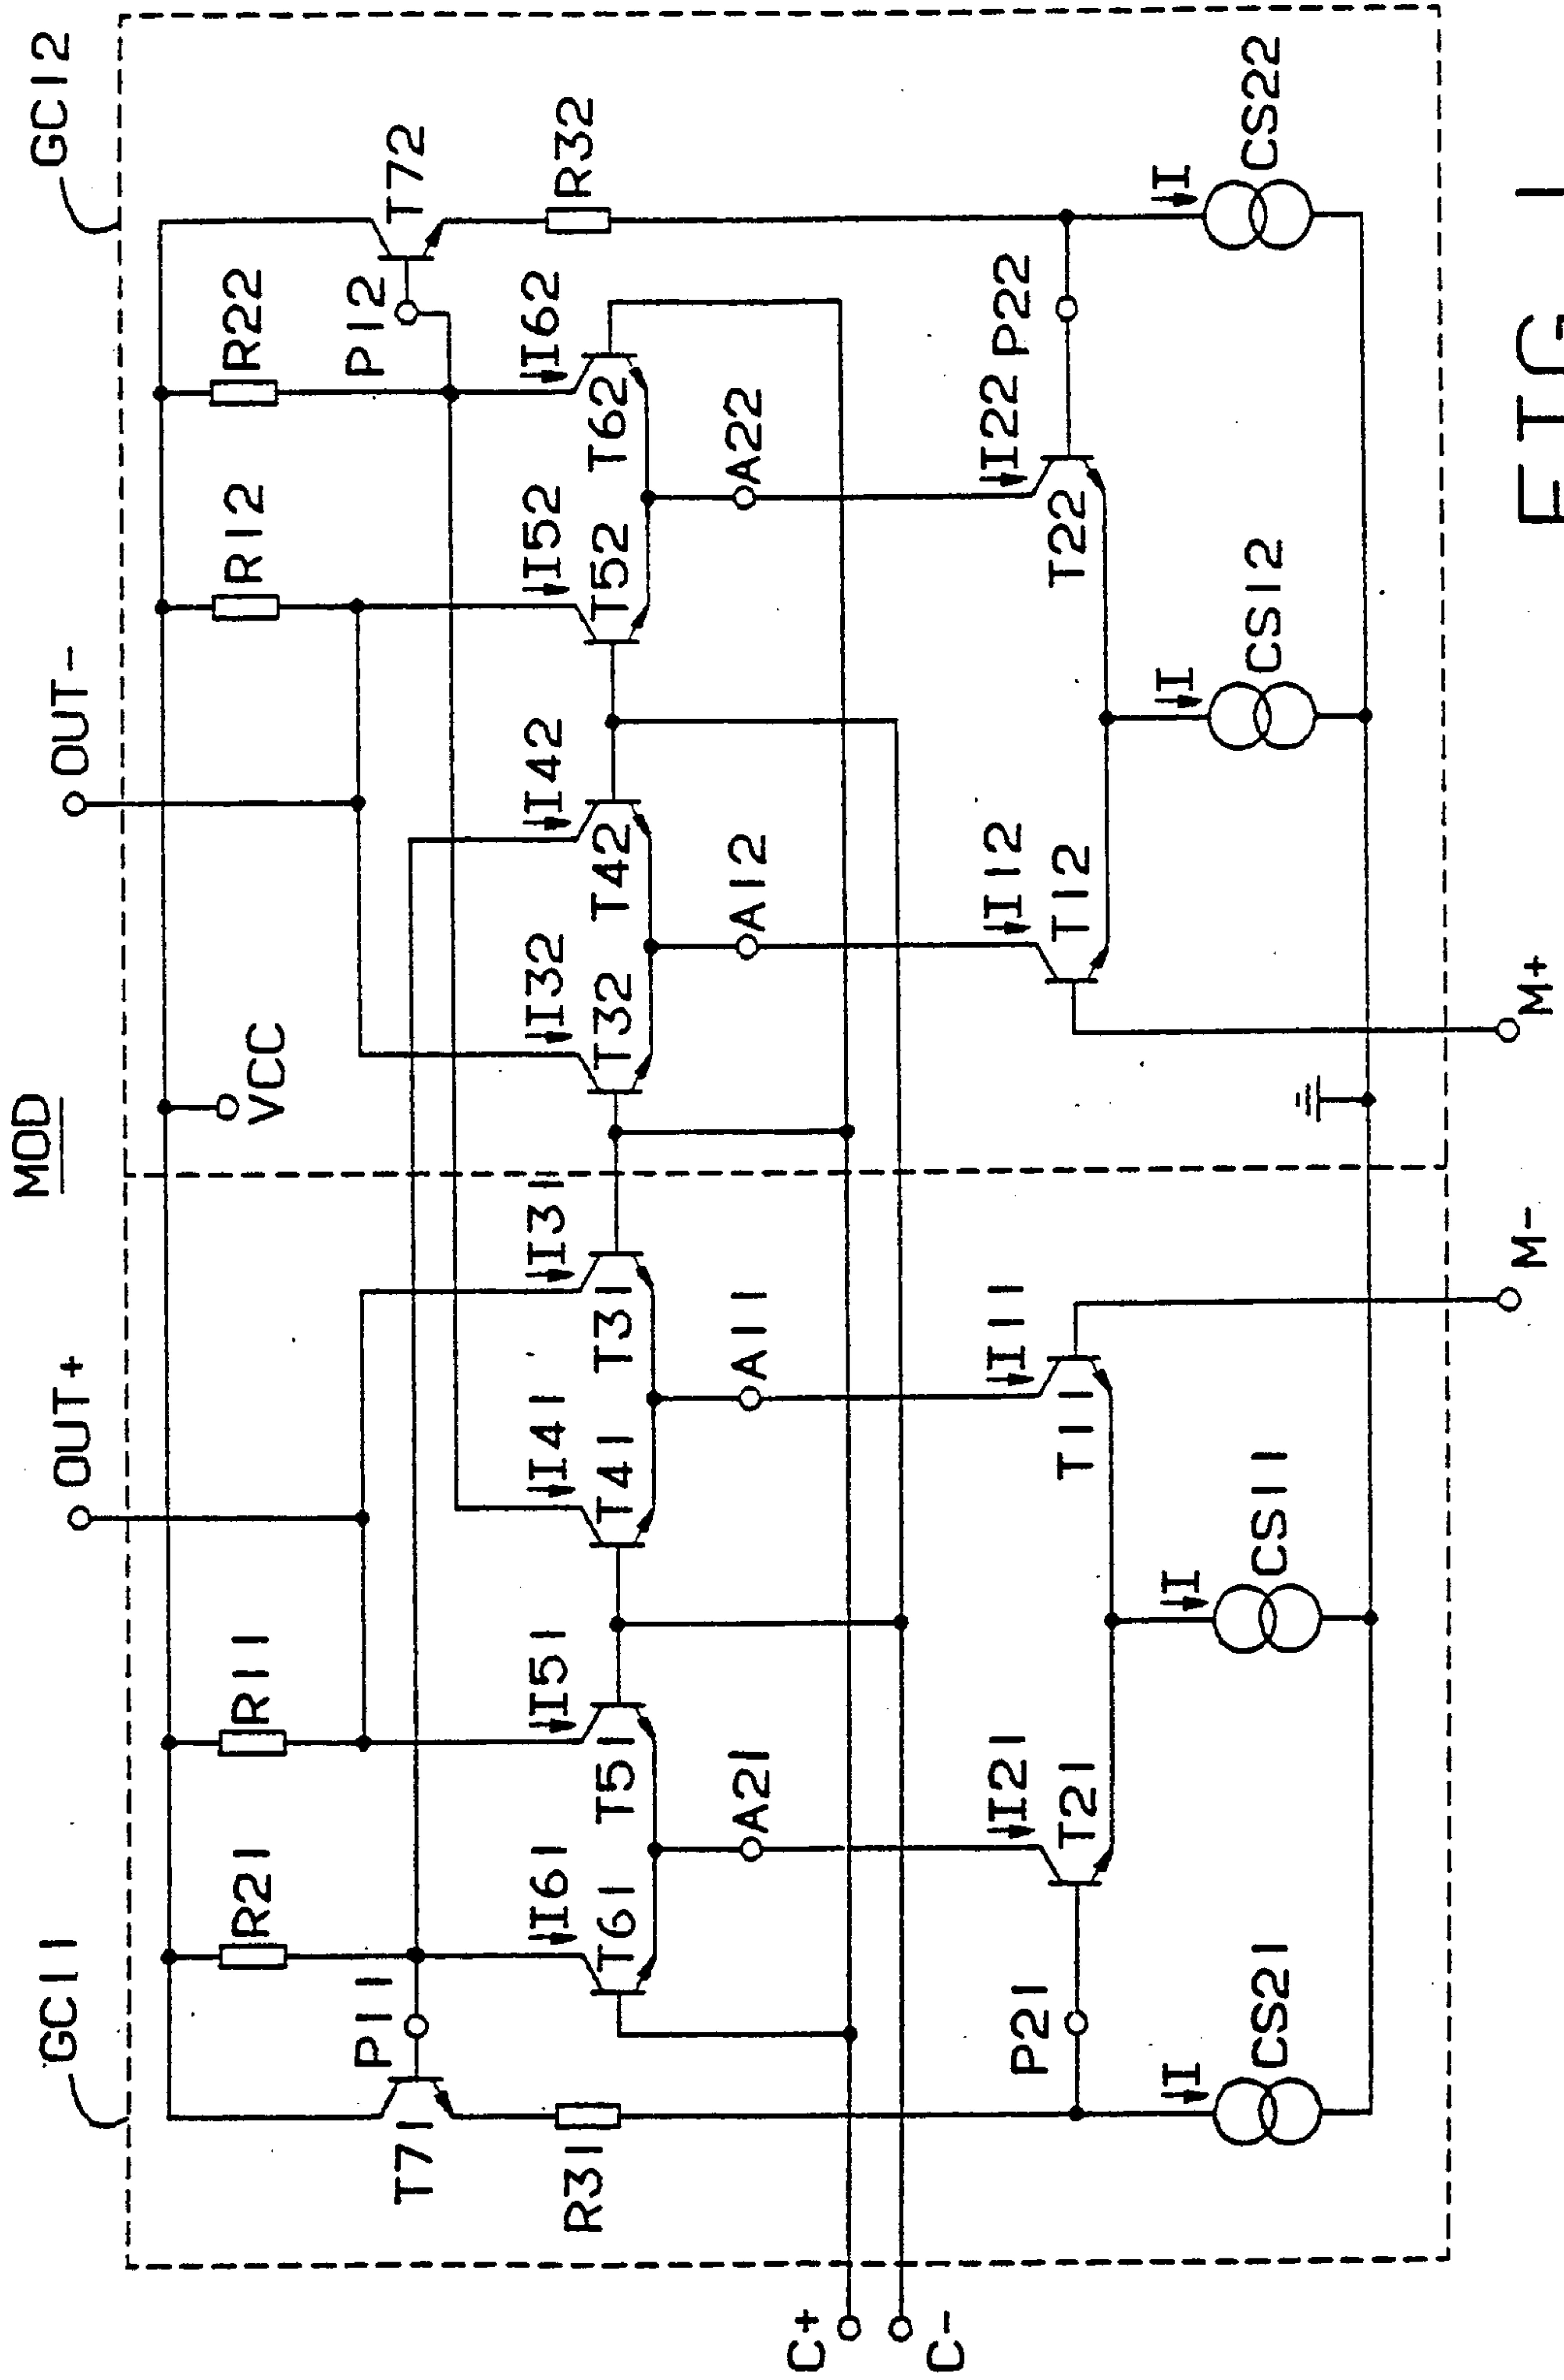 MOD
GC11 OUT+ OUT- GC12
R21 R11 VCC R12 R22
P11 P12
T71 T72
I61 I51 I41 I31 I32 I42 I52 I62
R31 T61 T51 T41 T31 T32 T42 T52 T62 R32
A21 A11 A12 A22
C+
C-
P21 I21 I11 I12 I22 P22
T21 T11 T12 T22
I I I I
CS21 CS11 CS12 CS22
M- M+
FIG 1